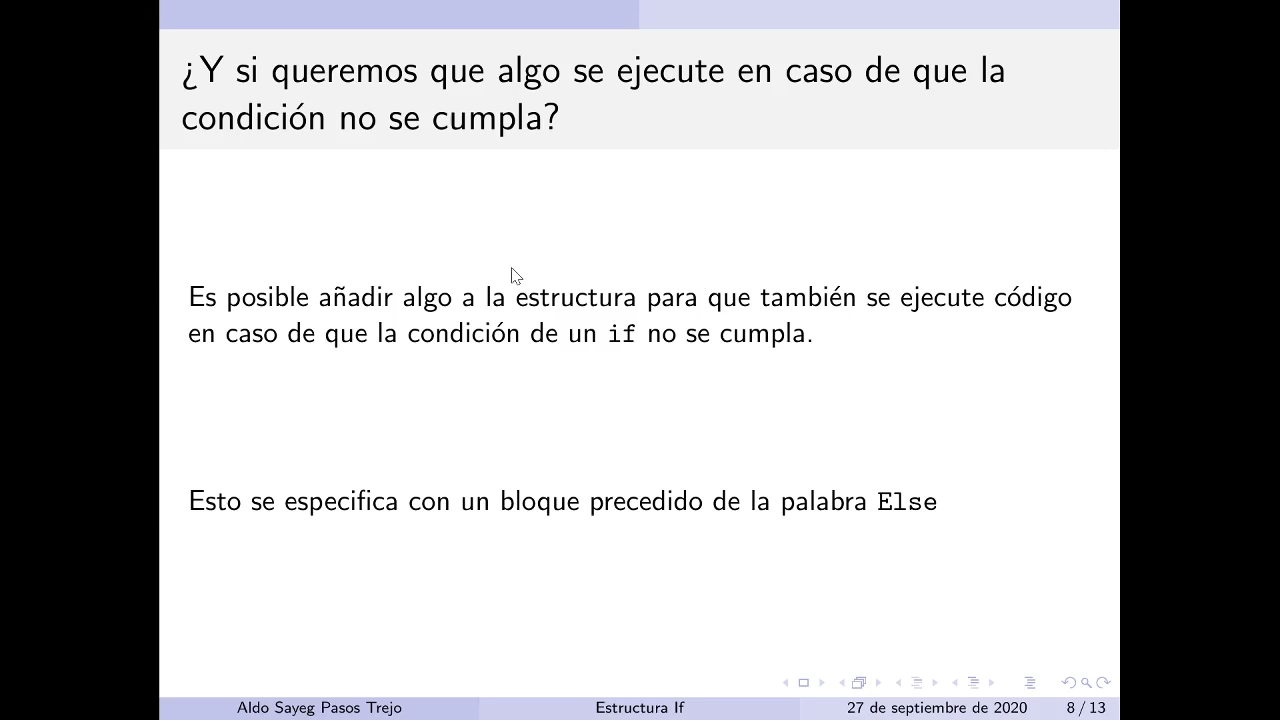 ¿Y si queremos que algo se ejecute en caso de que la
condición no se cumpla?
Es posible añadir algo a la estructura para que también se ejecute código
en caso de que la condición de un if no se cumpla.
Esto se especifica con un bloque precedido de la palabra Else
Aldo Sayeg Pasos Trejo
Estructura If
27 de septiembre de 2020
8 / 13